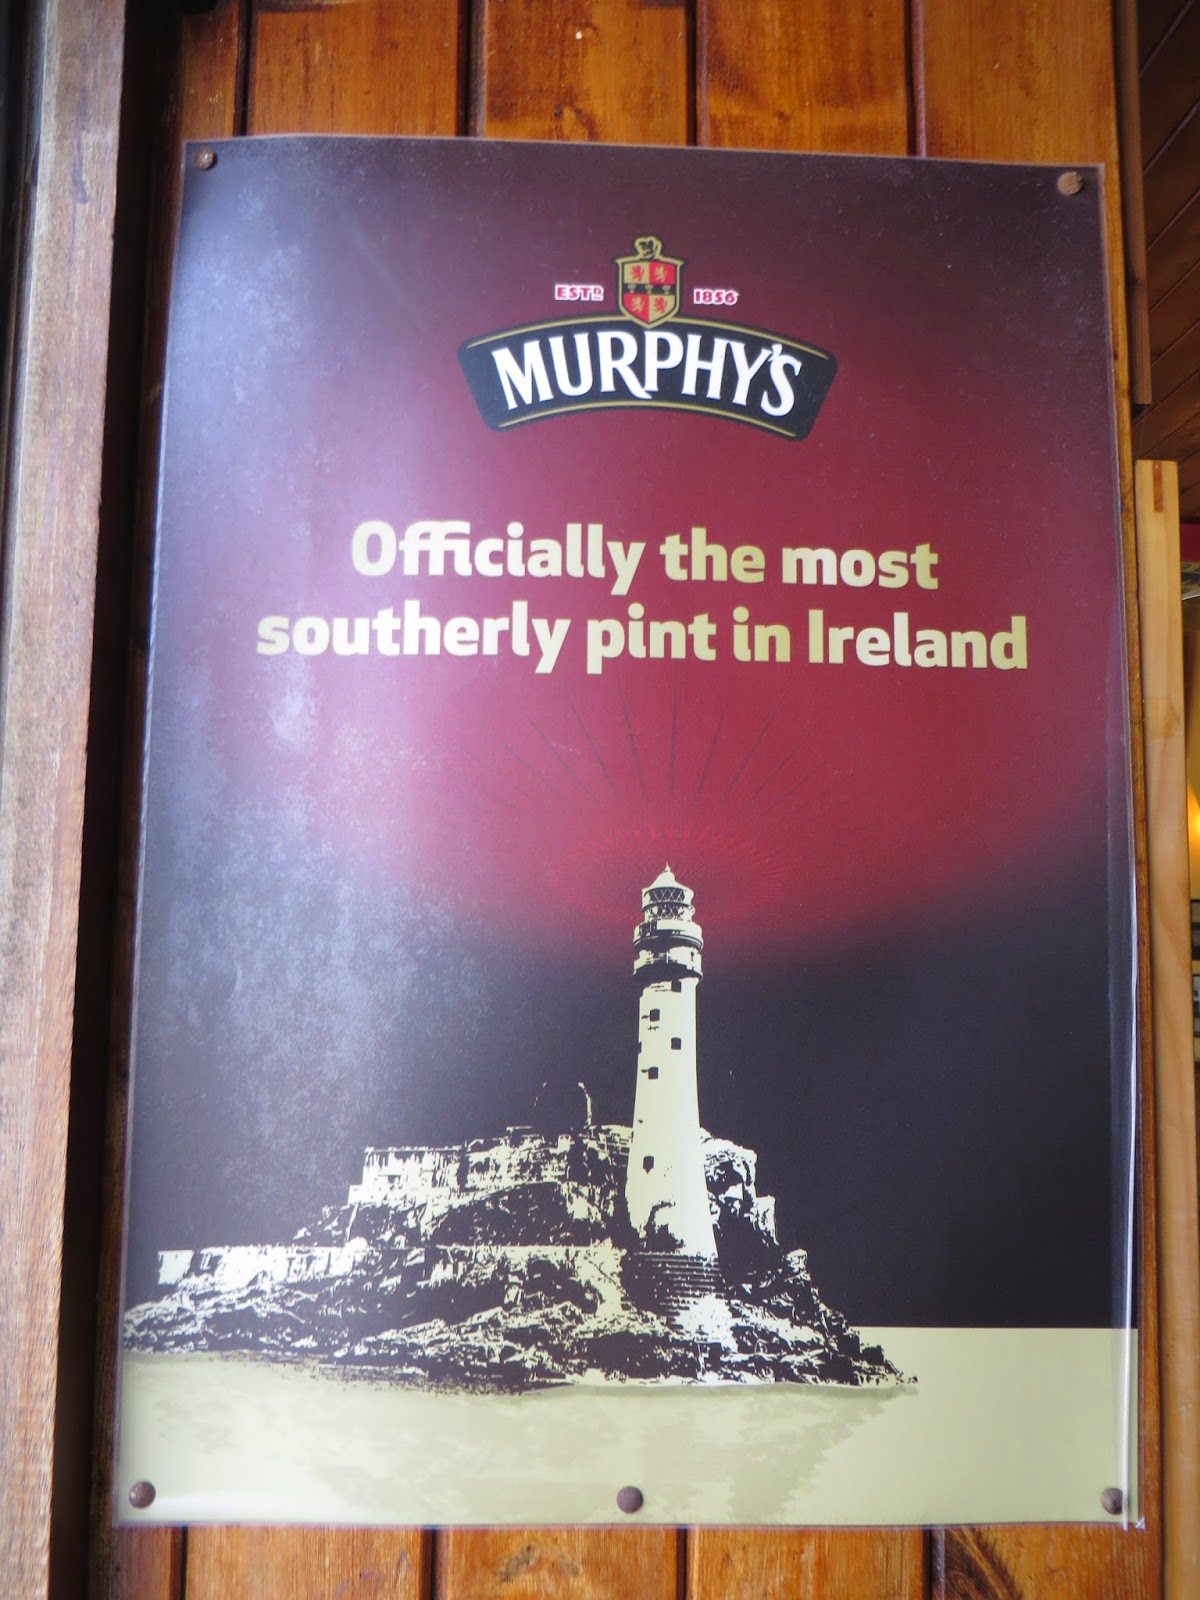 ESTD 1856
MURPHY'S
Officially the most
southerly pint in Ireland